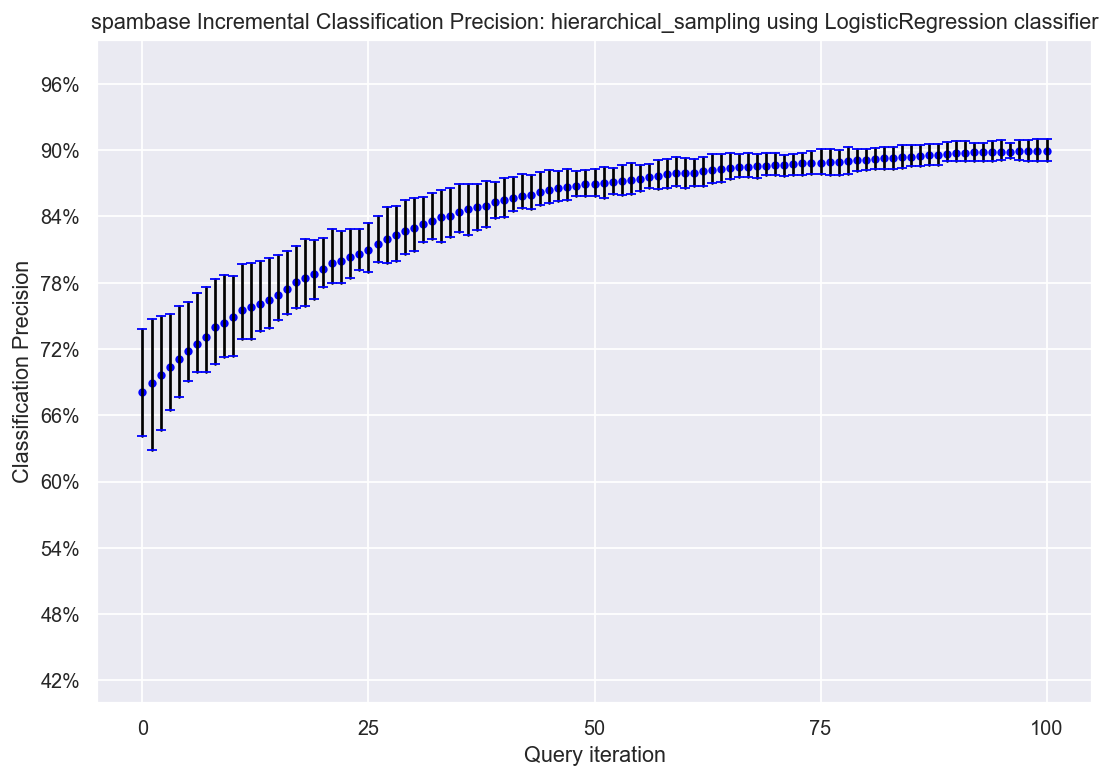 spambase Incremental Classification Precision: hierarchical_sampling using LogisticRegression classifier
96%
90%
84%
78%
72%
66%
60%
54%
48%
42%
Classification Precision
0 25 50 75 100
Query iteration